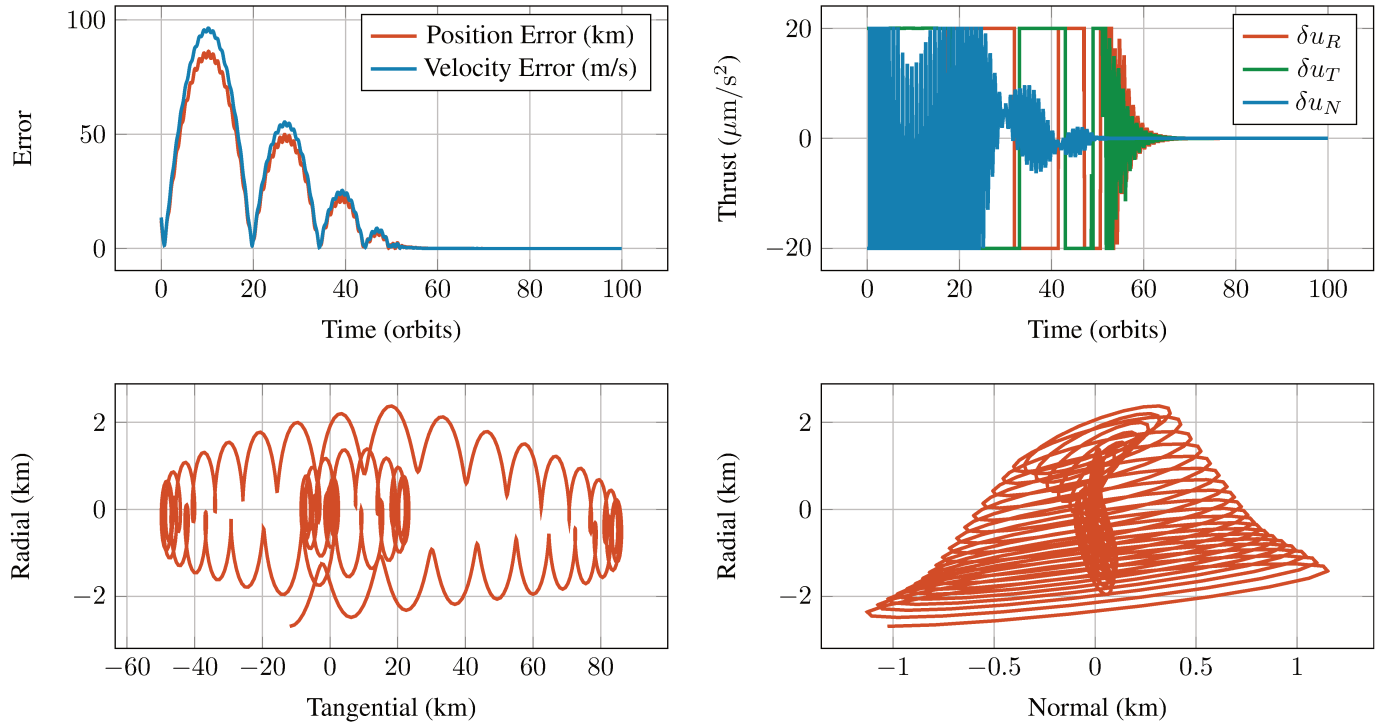 100
50
0
Error
Position Error (km)
Velocity Error (m/s)
0 20 40 60 80 100
Time (orbits)
20
0
−20
Thrust (μm/s²)
δu_R
δu_T
δu_N
0 20 40 60 80 100
Time (orbits)
2
0
−2
Radial (km)
−60 −40 −20 0 20 40 60 80
Tangential (km)
2
0
−2
Radial (km)
−1 −0.5 0 0.5 1
Normal (km)